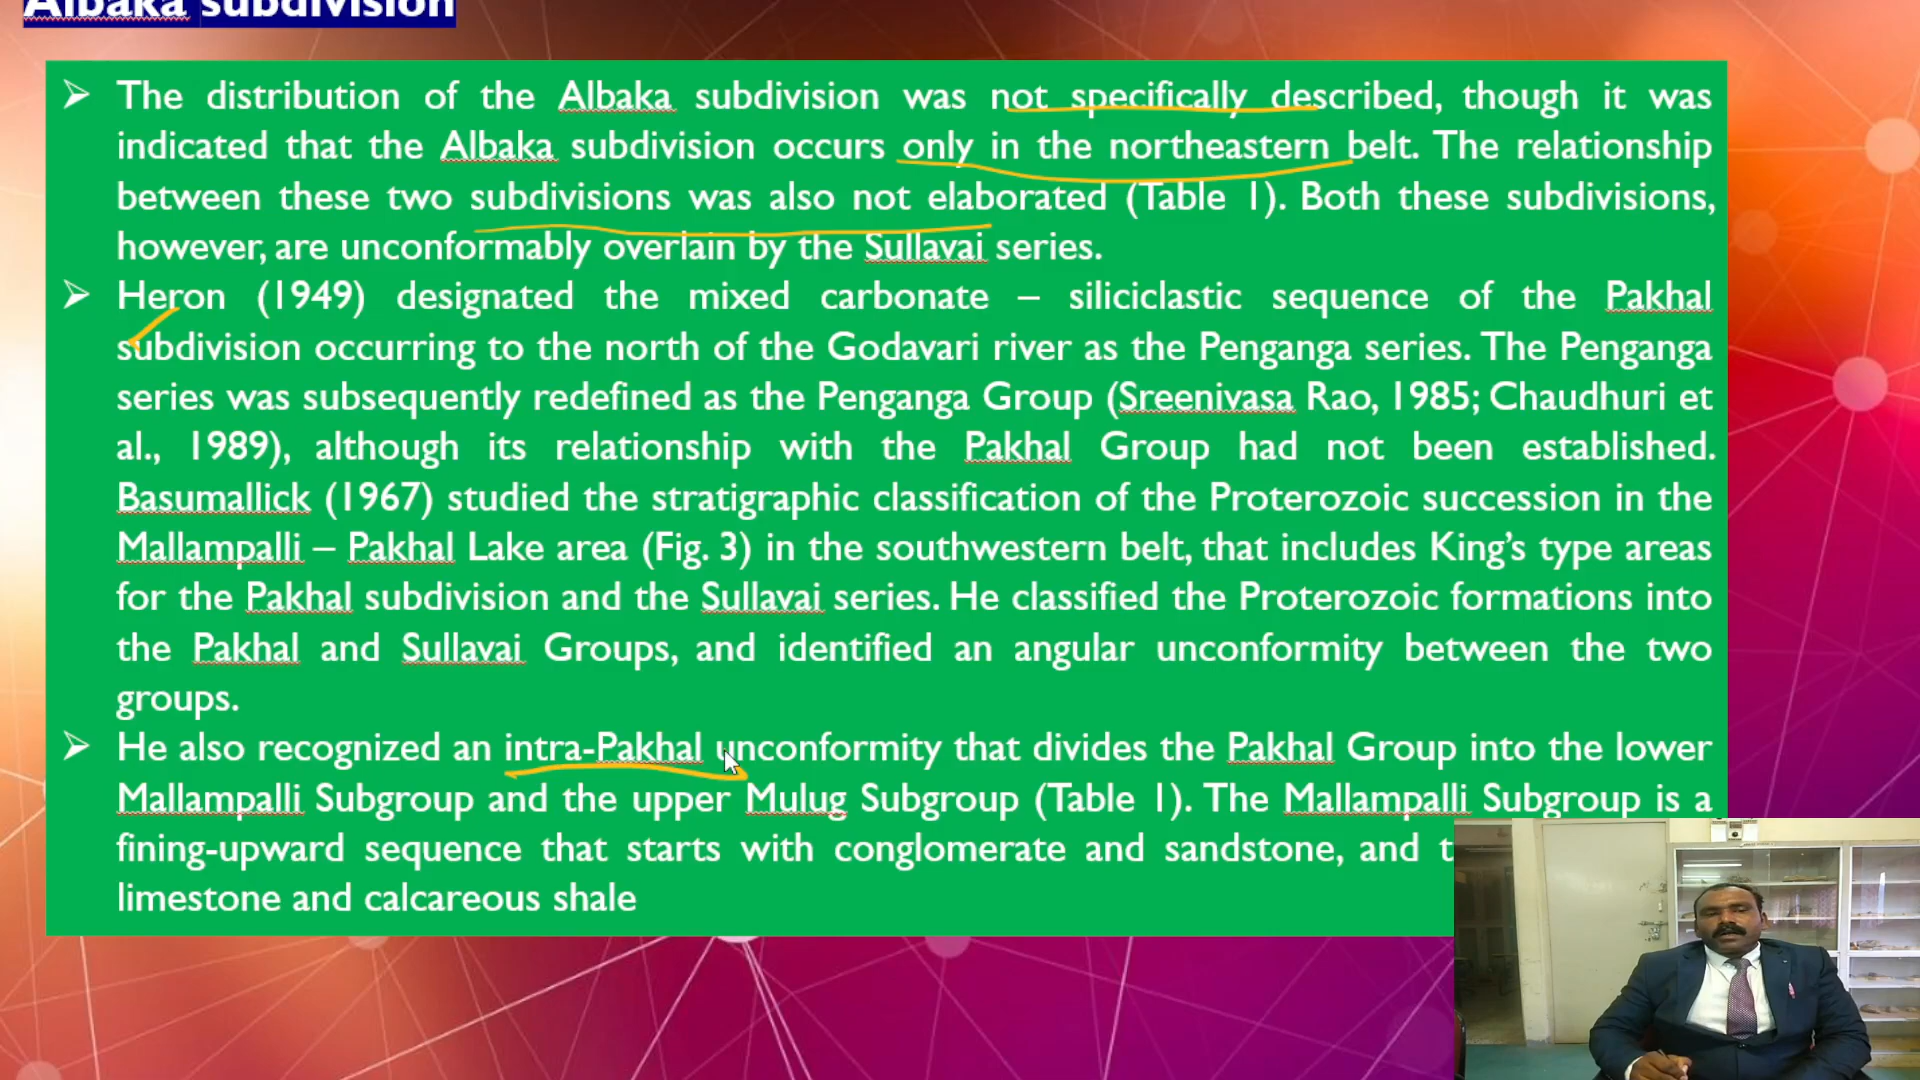 Albaka subdivision
➢ The distribution of the Albaka subdivision was not specifically described, though it was
indicated that the Albaka subdivision occurs only in the northeastern belt. The relationship
between these two subdivisions was also not elaborated (Table 1). Both these subdivisions,
however, are unconformably overlain by the Sullavai series.
➢ Heron (1949) designated the mixed carbonate – siliciclastic sequence of the Pakhal
subdivision occurring to the north of the Godavari river as the Penganga series. The Penganga
series was subsequently redefined as the Penganga Group (Sreenivasa Rao, 1985; Chaudhuri et
al., 1989), although its relationship with the Pakhal Group had not been established.
Basumallick (1967) studied the stratigraphic classification of the Proterozoic succession in the
Mallampalli – Pakhal Lake area (Fig. 3) in the southwestern belt, that includes King's type areas
for the Pakhal subdivision and the Sullavai series. He classified the Proterozoic formations into
the Pakhal and Sullavai Groups, and identified an angular unconformity between the two
groups.
➢ He also recognized an intra-Pakhal unconformity that divides the Pakhal Group into the lower
Mallampalli Subgroup and the upper Mulug Subgroup (Table 1). The Mallampalli Subgroup is a
fining-upward sequence that starts with conglomerate and sandstone, and
limestone and calcareous shale